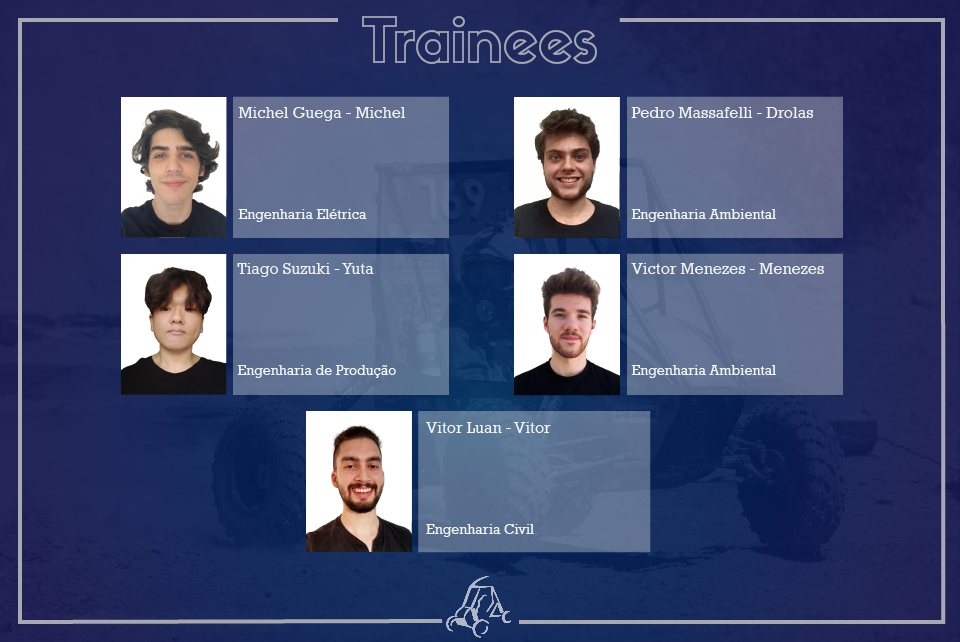 Trainees
Michel Guega - Michel
Engenharia Elétrica
Pedro Massafelli - Drolas
Engenharia Ambiental
Tiago Suzuki - Yuta
Engenharia de Produção
Victor Menezes - Menezes
Engenharia Ambiental
Vitor Luan - Vitor
Engenharia Civil
769